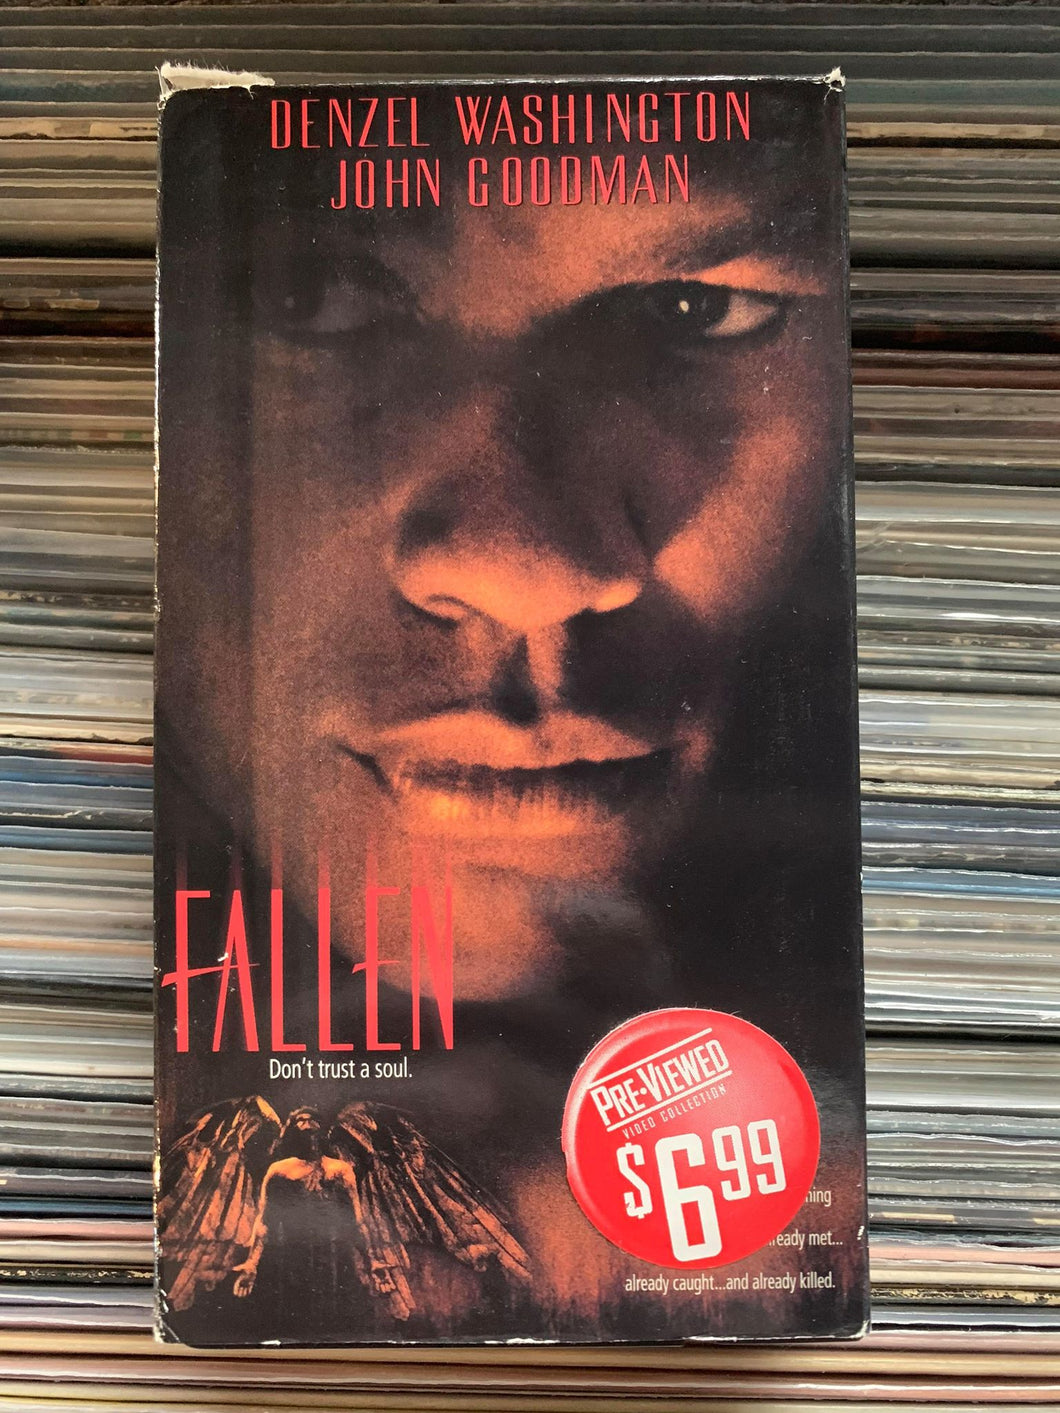 DENZEL WASHINGTON
JOHN GOODMAN
FALLEN
Don't trust a soul.
PRE•VIEWED
VIDEO COLLECTION
$6.99
met...
already caught...and already killed.